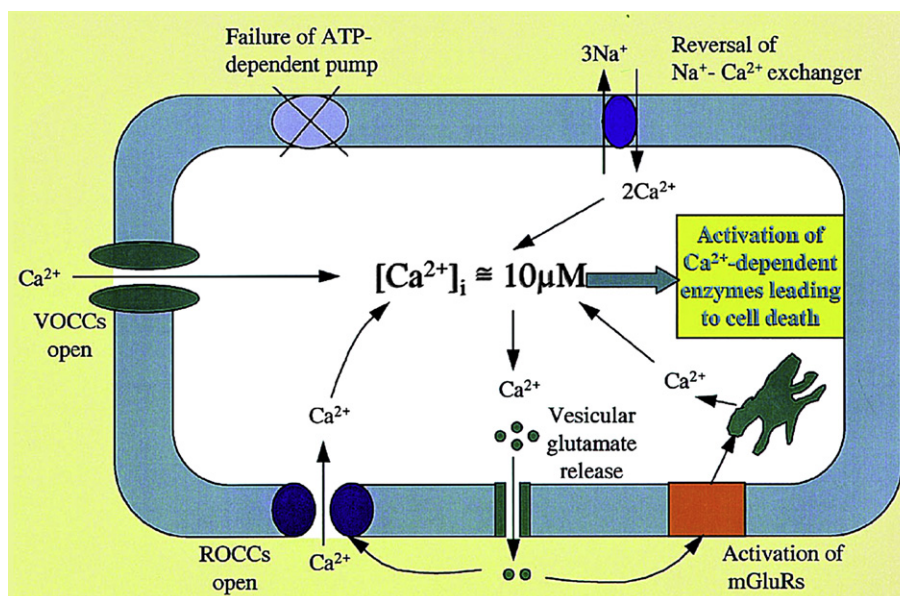 Failure of ATP-
dependent pump
3Na⁺
Reversal of
Na⁺- Ca²⁺ exchanger
2Ca²⁺
Ca²⁺
VOCCs
open
[Ca²⁺]ᵢ ≅ 10µM
Activation of
Ca²⁺-dependent
enzymes leading
to cell death
Ca²⁺
Ca²⁺
Ca²⁺
Vesicular
glutamate
release
ROCCs
open
Ca²⁺
Activation of
mGluRs